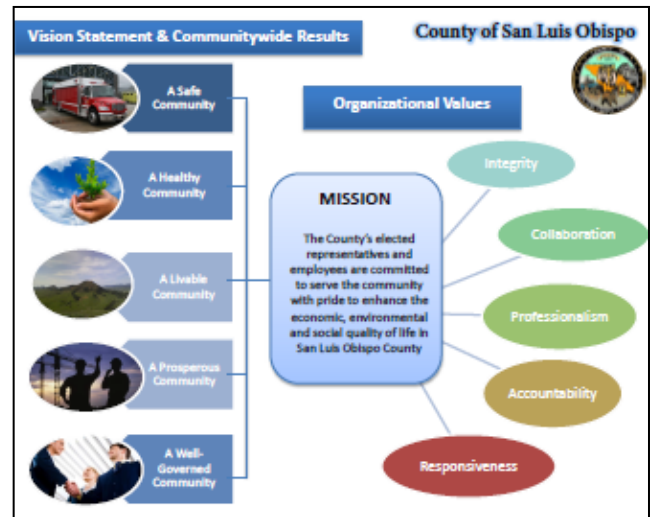 Vision Statement & Communitywide Results
County of San Luis Obispo
A Safe
Community
A Healthy
Community
A Livable
Community
A Prosperous
Community
A Well-
Governed
Community
Organizational Values
MISSION
The County's elected
representatives and
employees are committed
to serve the community
with pride to enhance the
economic, environmental
and social quality of life in
San Luis Obispo County
Integrity
Collaboration
Professionalism
Accountability
Responsiveness